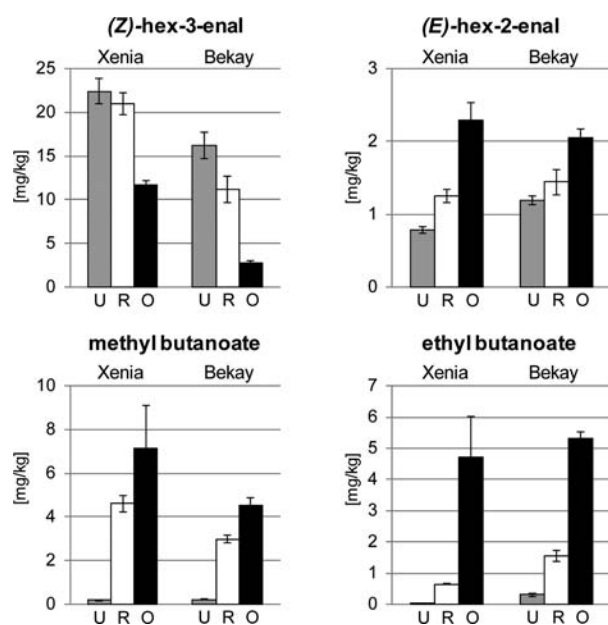 (Z)-hex-3-enal
Xenia Bekay
[mg/kg]
25
20
15
10
5
0
U R O U R O
(E)-hex-2-enal
Xenia Bekay
[mg/kg]
3
2
1
0
U R O U R O
methyl butanoate
Xenia Bekay
[mg/kg]
10
8
6
4
2
0
U R O U R O
ethyl butanoate
Xenia Bekay
[mg/kg]
7
6
5
4
3
2
1
0
U R O U R O